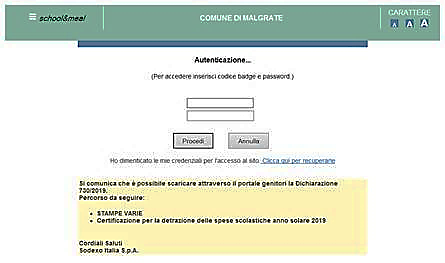 school&meal
COMUNE DI MALGRATE
CARATTERE
A A A
Autenticazione...
(Per accedere inserisci codice badge e password.)
Procedi
Annulla
Ho dimenticato le mie credenziali per l'accesso al sito. Clicca qui per recuperarle
Si comunica che è possibile scaricare attraverso il portale genitori la Dichiarazione
730/2019.
Percorso da seguire:
STAMPE VARIE
Certificazione per la detrazione delle spese scolastiche anno solare 2019
Cordiali Saluti
Sodexo Italia S.p.A.